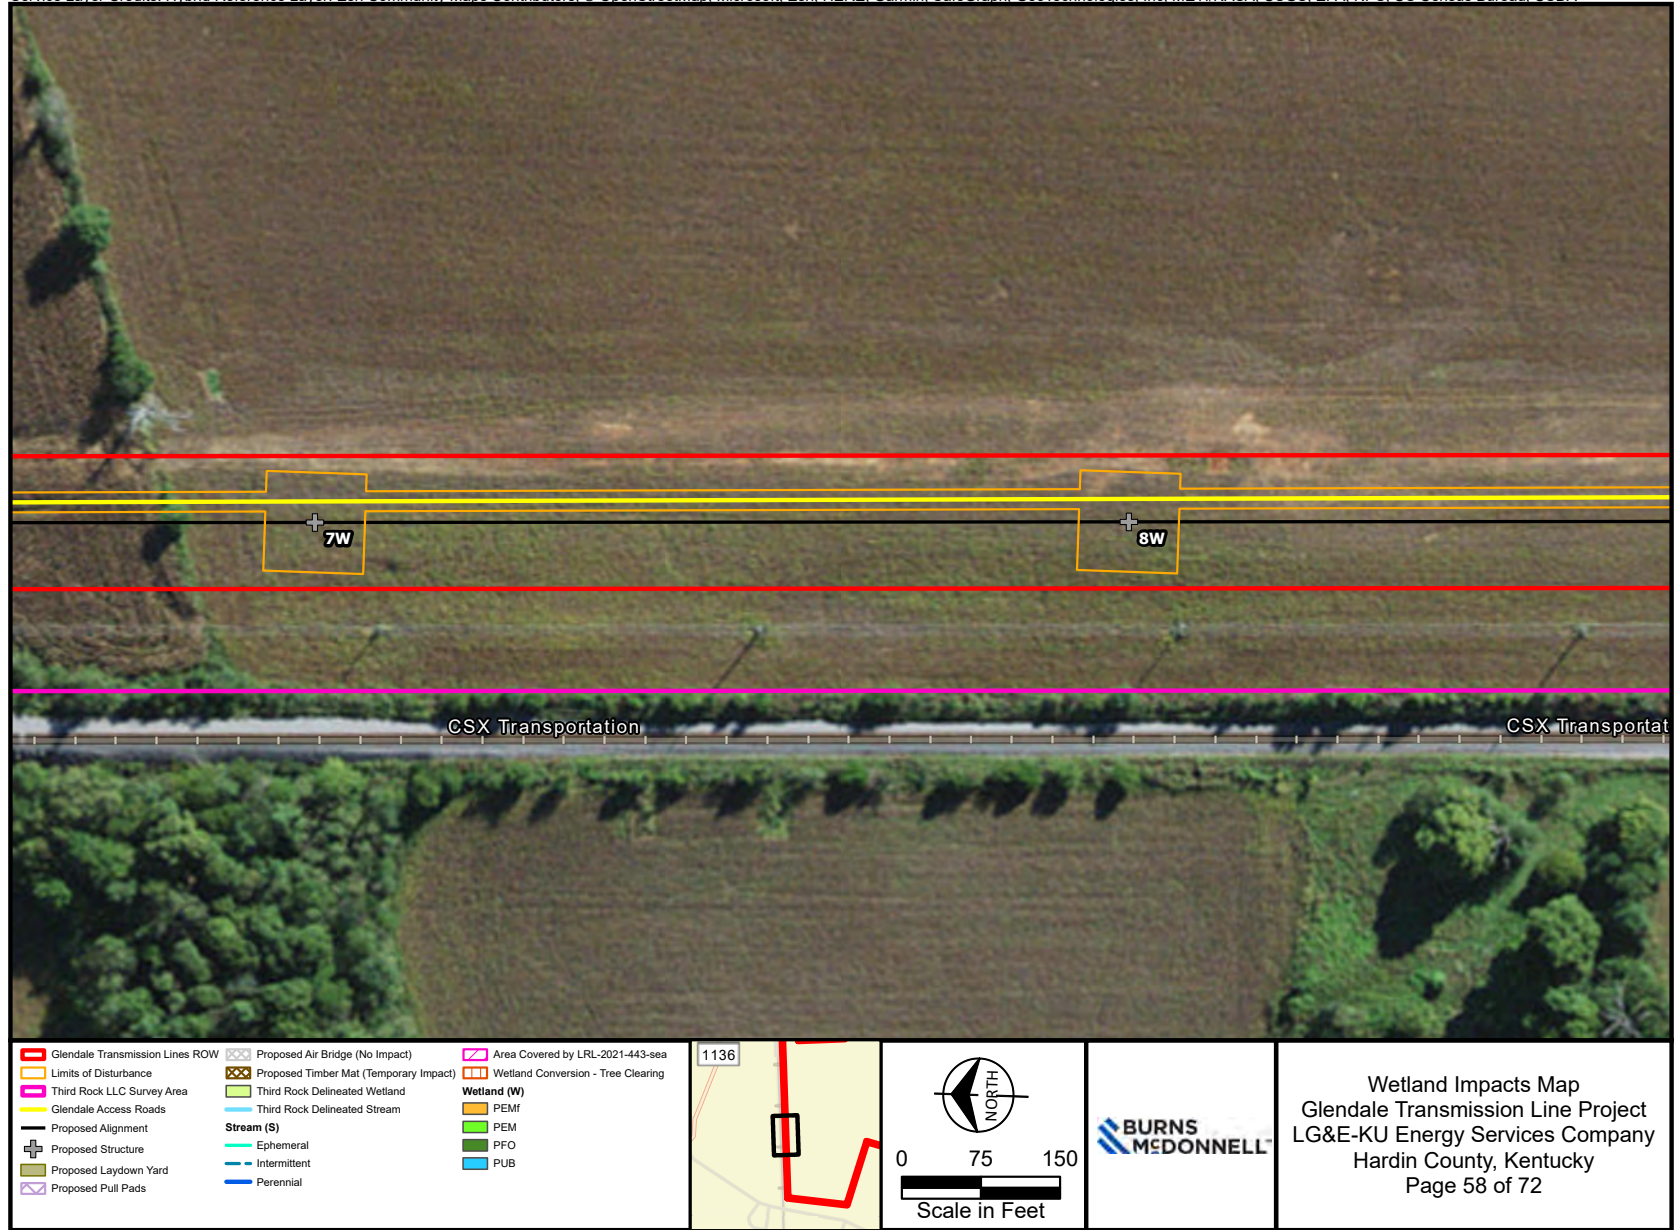 7W
8W
CSX Transportation
CSX Transportat
Glendale Transmission Lines ROW
Limits of Disturbance
Third Rock LLC Survey Area
Glendale Access Roads
Proposed Alignment
Proposed Structure
Proposed Laydown Yard
Proposed Pull Pads
Proposed Air Bridge (No Impact)
Proposed Timber Mat (Temporary Impact)
Third Rock Delineated Wetland
Third Rock Delineated Stream
Stream (S)
Ephemeral
Intermittent
Perennial
Area Covered by LRL-2021-443-sea
Wetland Conversion - Tree Clearing
Wetland (W)
PEMf
PEM
PFO
PUB
1136
NORTH
0 75 150
Scale in Feet
BURNS
McDONNELL
Wetland Impacts Map
Glendale Transmission Line Project
LG&E-KU Energy Services Company
Hardin County, Kentucky
Page 58 of 72